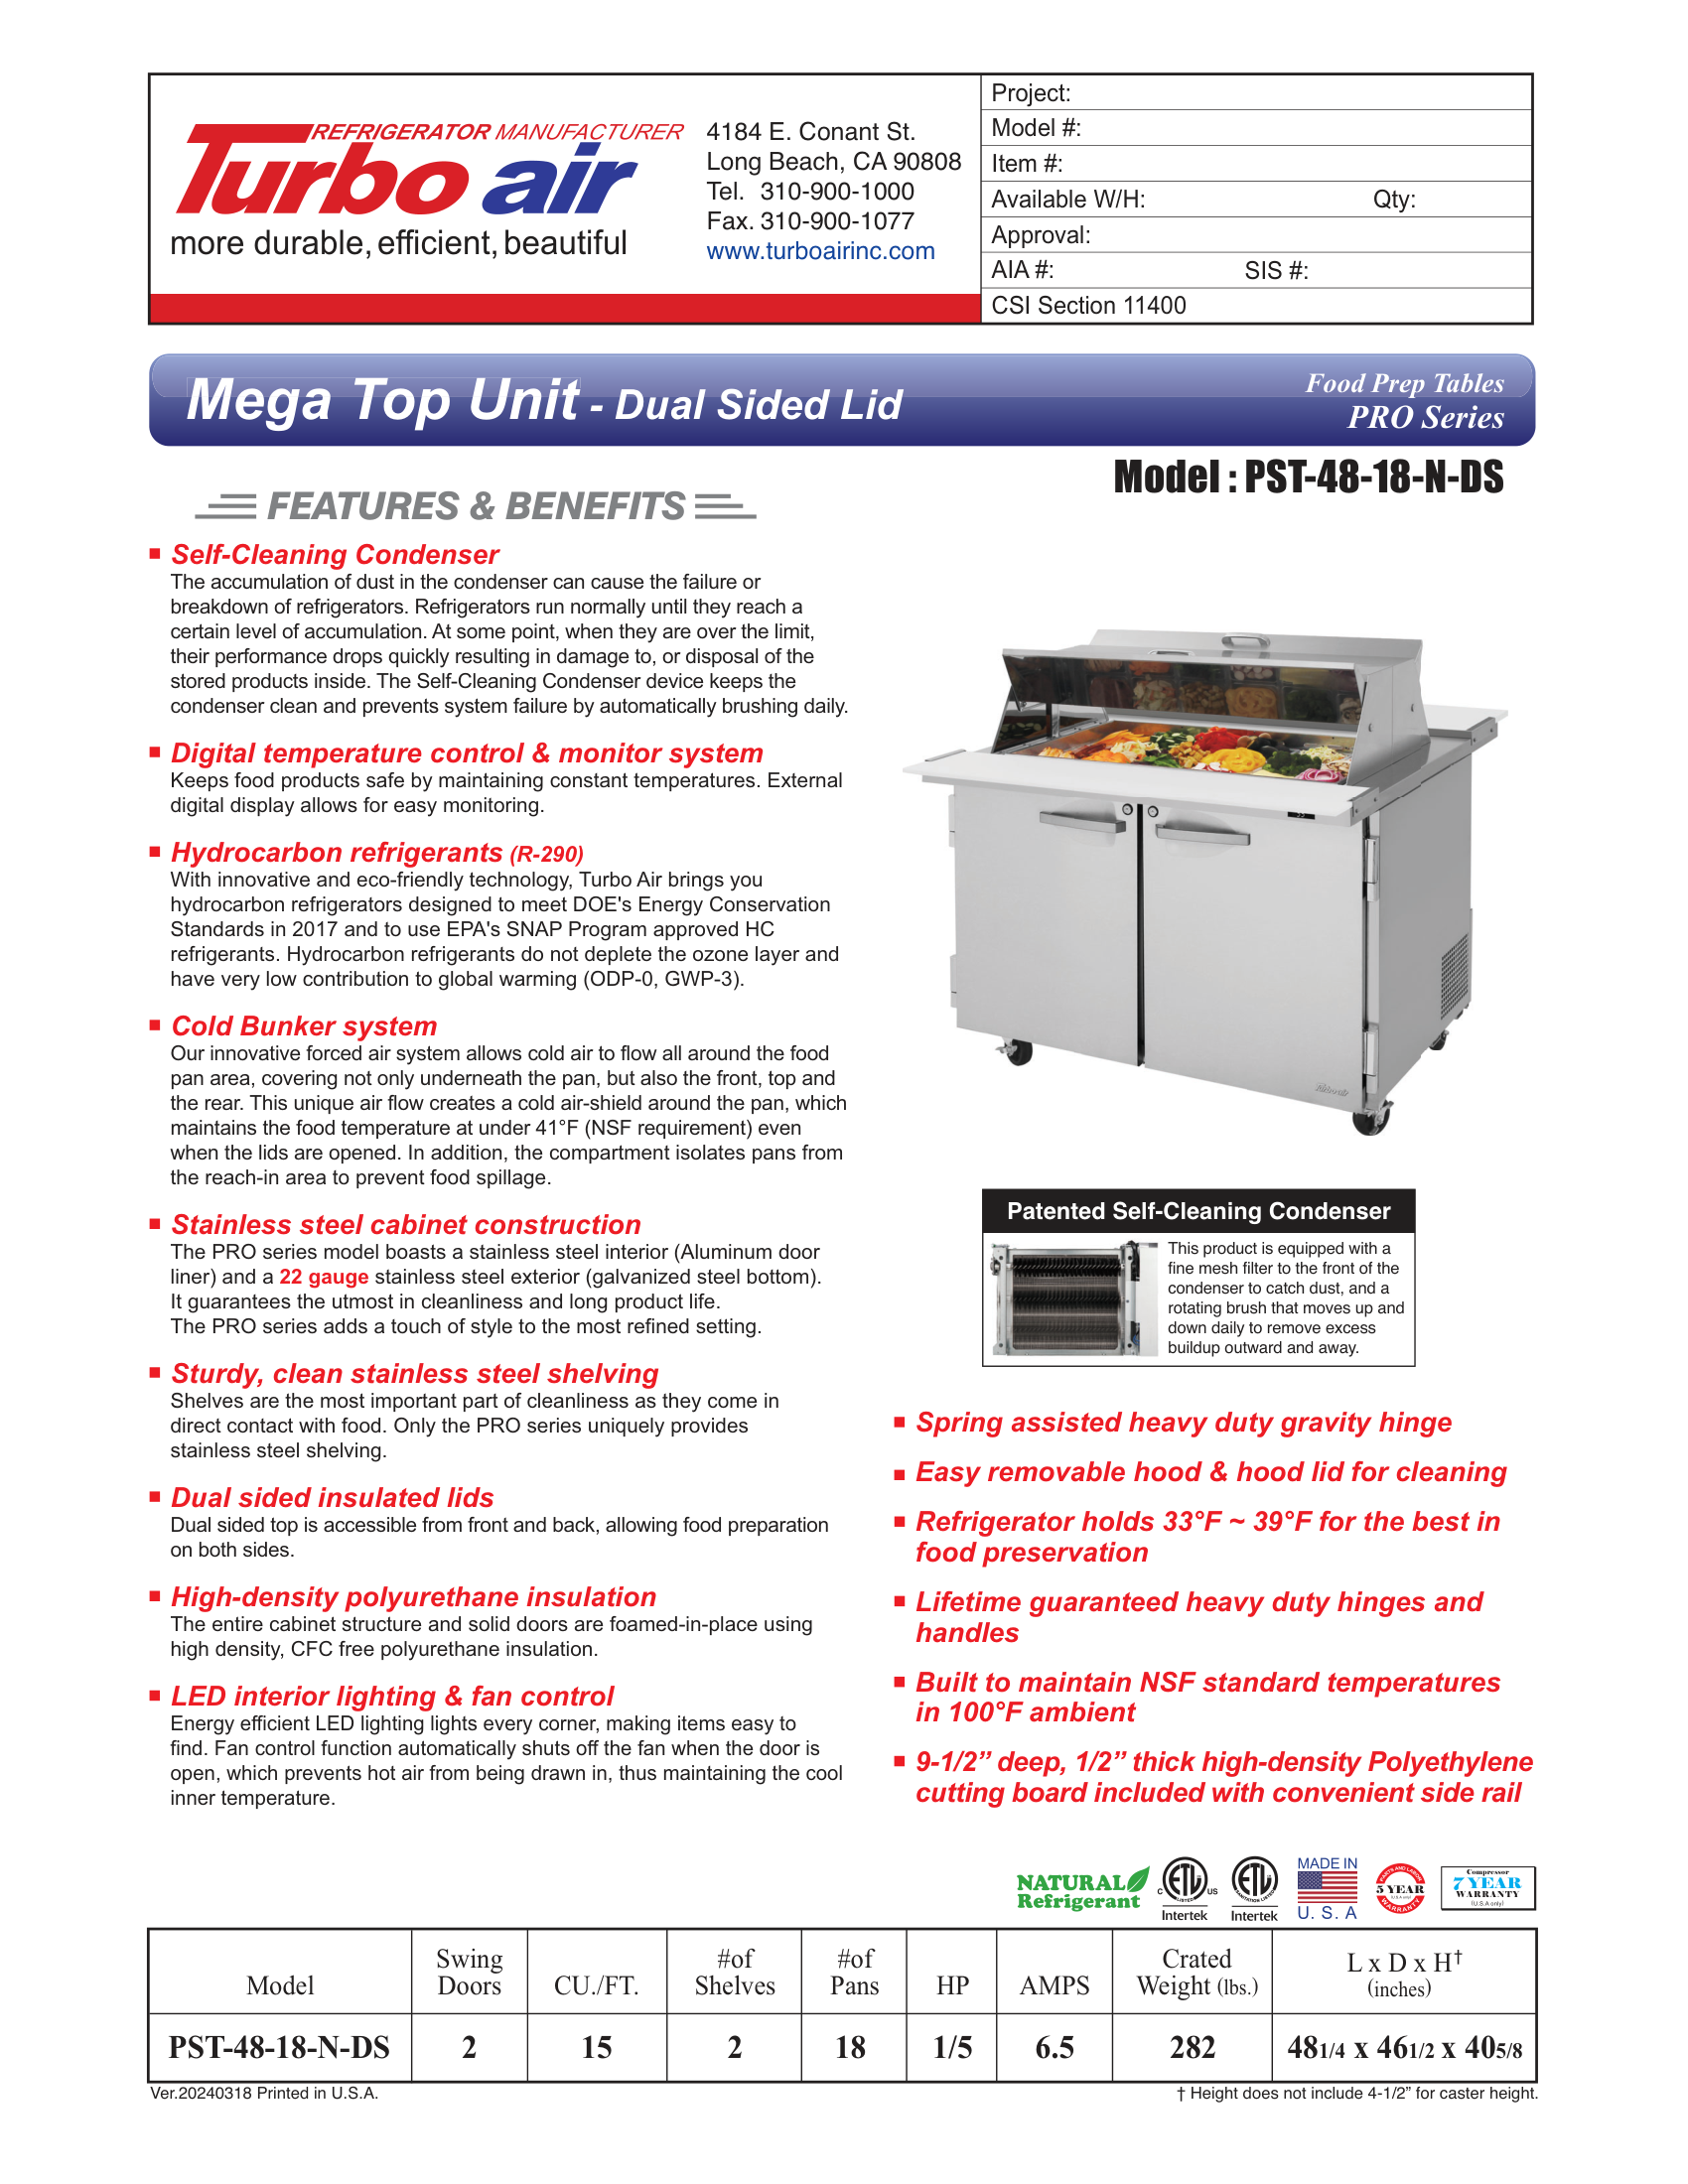 REFRIGERATOR MANUFACTURER
Turbo air
more durable, efficient, beautiful
4184 E. Conant St.
Long Beach, CA 90808
Tel. 310-900-1000
Fax. 310-900-1077
www.turboairinc.com
Project:
Model #:
Item #:
Available W/H: Qty:
Approval:
AIA #: SIS #:
CSI Section 11400
Mega Top Unit - Dual Sided Lid
Food Prep Tables
PRO Series
Model : PST-48-18-N-DS
FEATURES & BENEFITS
Self-Cleaning Condenser
The accumulation of dust in the condenser can cause the failure or
breakdown of refrigerators. Refrigerators run normally until they reach a
certain level of accumulation. At some point, when they are over the limit,
their performance drops quickly resulting in damage to, or disposal of the
stored products inside. The Self-Cleaning Condenser device keeps the
condenser clean and prevents system failure by automatically brushing daily.
Digital temperature control & monitor system
Keeps food products safe by maintaining constant temperatures. External
digital display allows for easy monitoring.
Hydrocarbon refrigerants (R-290)
With innovative and eco-friendly technology, Turbo Air brings you
hydrocarbon refrigerators designed to meet DOE's Energy Conservation
Standards in 2017 and to use EPA's SNAP Program approved HC
refrigerants. Hydrocarbon refrigerants do not deplete the ozone layer and
have very low contribution to global warming (ODP-0, GWP-3).
Cold Bunker system
Our innovative forced air system allows cold air to flow all around the food
pan area, covering not only underneath the pan, but also the front, top and
the rear. This unique air flow creates a cold air-shield around the pan, which
maintains the food temperature at under 41°F (NSF requirement) even
when the lids are opened. In addition, the compartment isolates pans from
the reach-in area to prevent food spillage.
Stainless steel cabinet construction
The PRO series model boasts a stainless steel interior (Aluminum door
liner) and a 22 gauge stainless steel exterior (galvanized steel bottom).
It guarantees the utmost in cleanliness and long product life.
The PRO series adds a touch of style to the most refined setting.
Sturdy, clean stainless steel shelving
Shelves are the most important part of cleanliness as they come in
direct contact with food. Only the PRO series uniquely provides
stainless steel shelving.
Dual sided insulated lids
Dual sided top is accessible from front and back, allowing food preparation
on both sides.
High-density polyurethane insulation
The entire cabinet structure and solid doors are foamed-in-place using
high density, CFC free polyurethane insulation.
LED interior lighting & fan control
Energy efficient LED lighting lights every corner, making items easy to
find. Fan control function automatically shuts off the fan when the door is
open, which prevents hot air from being drawn in, thus maintaining the cool
inner temperature.
Turbo air
Patented Self-Cleaning Condenser
This product is equipped with a
fine mesh filter to the front of the
condenser to catch dust, and a
rotating brush that moves up and
down daily to remove excess
buildup outward and away.
Spring assisted heavy duty gravity hinge
Easy removable hood & hood lid for cleaning
Refrigerator holds 33°F ~ 39°F for the best in
food preservation
Lifetime guaranteed heavy duty hinges and
handles
Built to maintain NSF standard temperatures
in 100°F ambient
9-1/2” deep, 1/2” thick high-density Polyethylene
cutting board included with convenient side rail
NATURAL
Refrigerant
C ETL US
LISTED
Intertek
ETL
SANITATION LISTED
Intertek
MADE IN
U. S. A
PARTS AND LABOR
5 YEAR
(U.S.A only)
WARRANTY
Compressor
7 YEAR
WARRANTY
(U.S.A only)
Model Swing Doors CU./FT. #of Shelves #of Pans HP AMPS Crated Weight (lbs.) L x D x H† (inches)
PST-48-18-N-DS 2 15 2 18 1/5 6.5 282 48 1/4 x 46 1/2 x 40 5/8
Ver.20240318 Printed in U.S.A.
† Height does not include 4-1/2” for caster height.